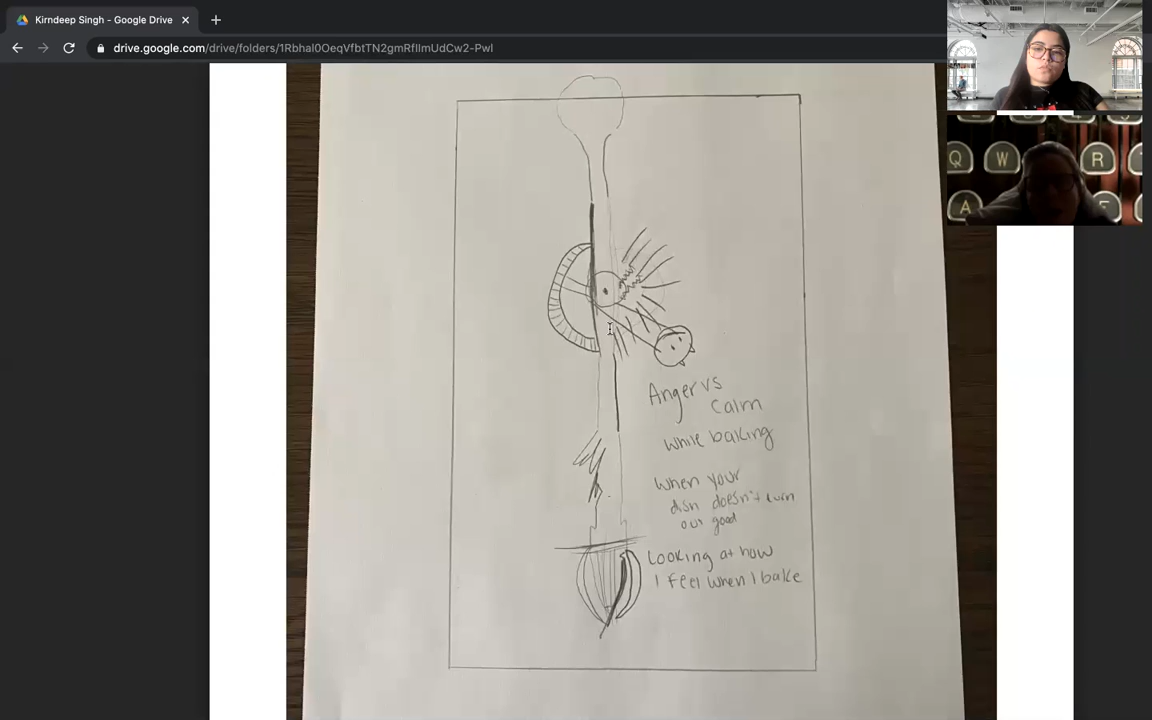 Kirndeep Singh - Google Drive
drive.google.com/drive/folders/1Rbhal0OeqVfbtTN2gmRfIlmUdCw2-PwI
Q W R
A
Anger vs
Calm
while baking
When your
dish doesn't turn
out good
Looking at how
I feel when I bake